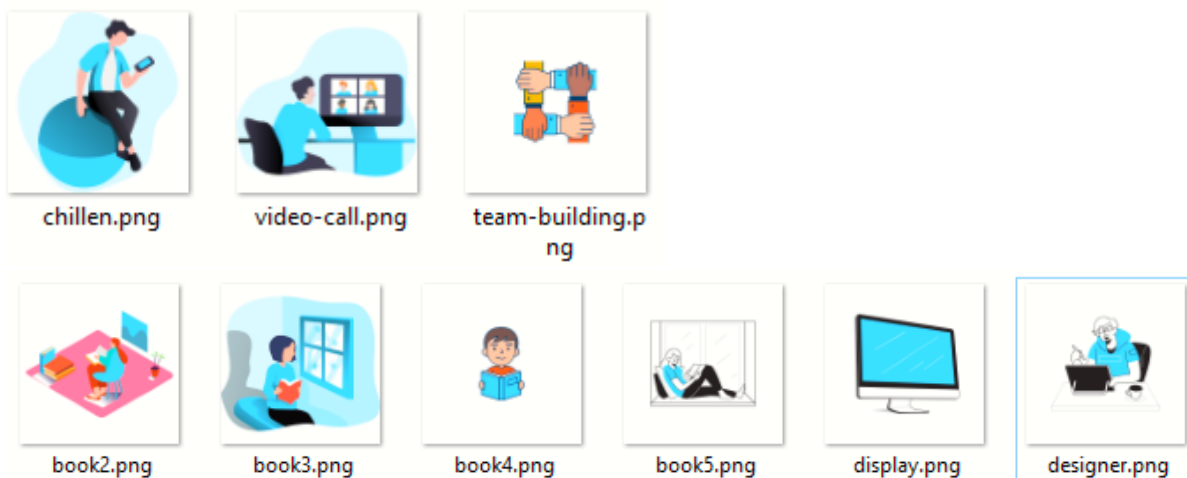 chillen.png video-call.png team-building.p
ng
book2.png book3.png book4.png book5.png display.png designer.png